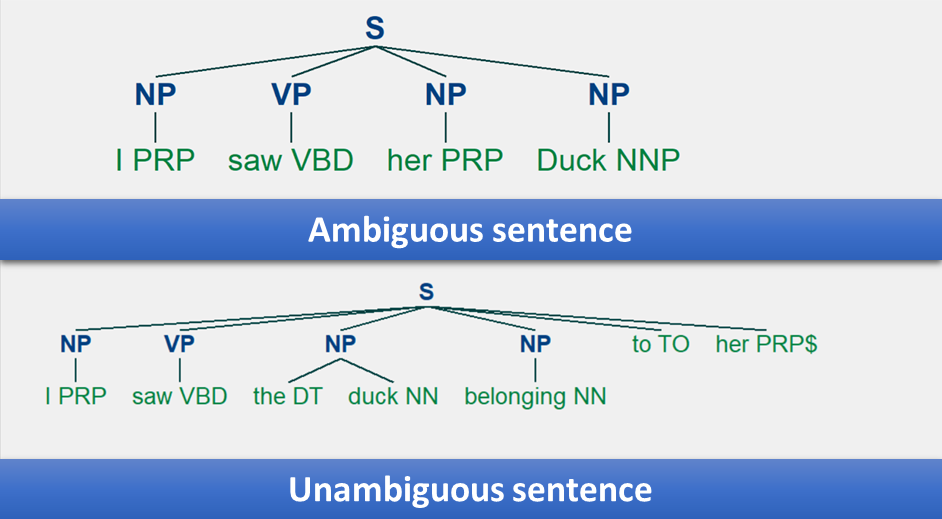 S
NP VP NP NP
I PRP saw VBD her PRP Duck NNP
Ambiguous sentence
S
NP VP NP NP to TO her PRP$
I PRP saw VBD the DT duck NN belonging NN
Unambiguous sentence